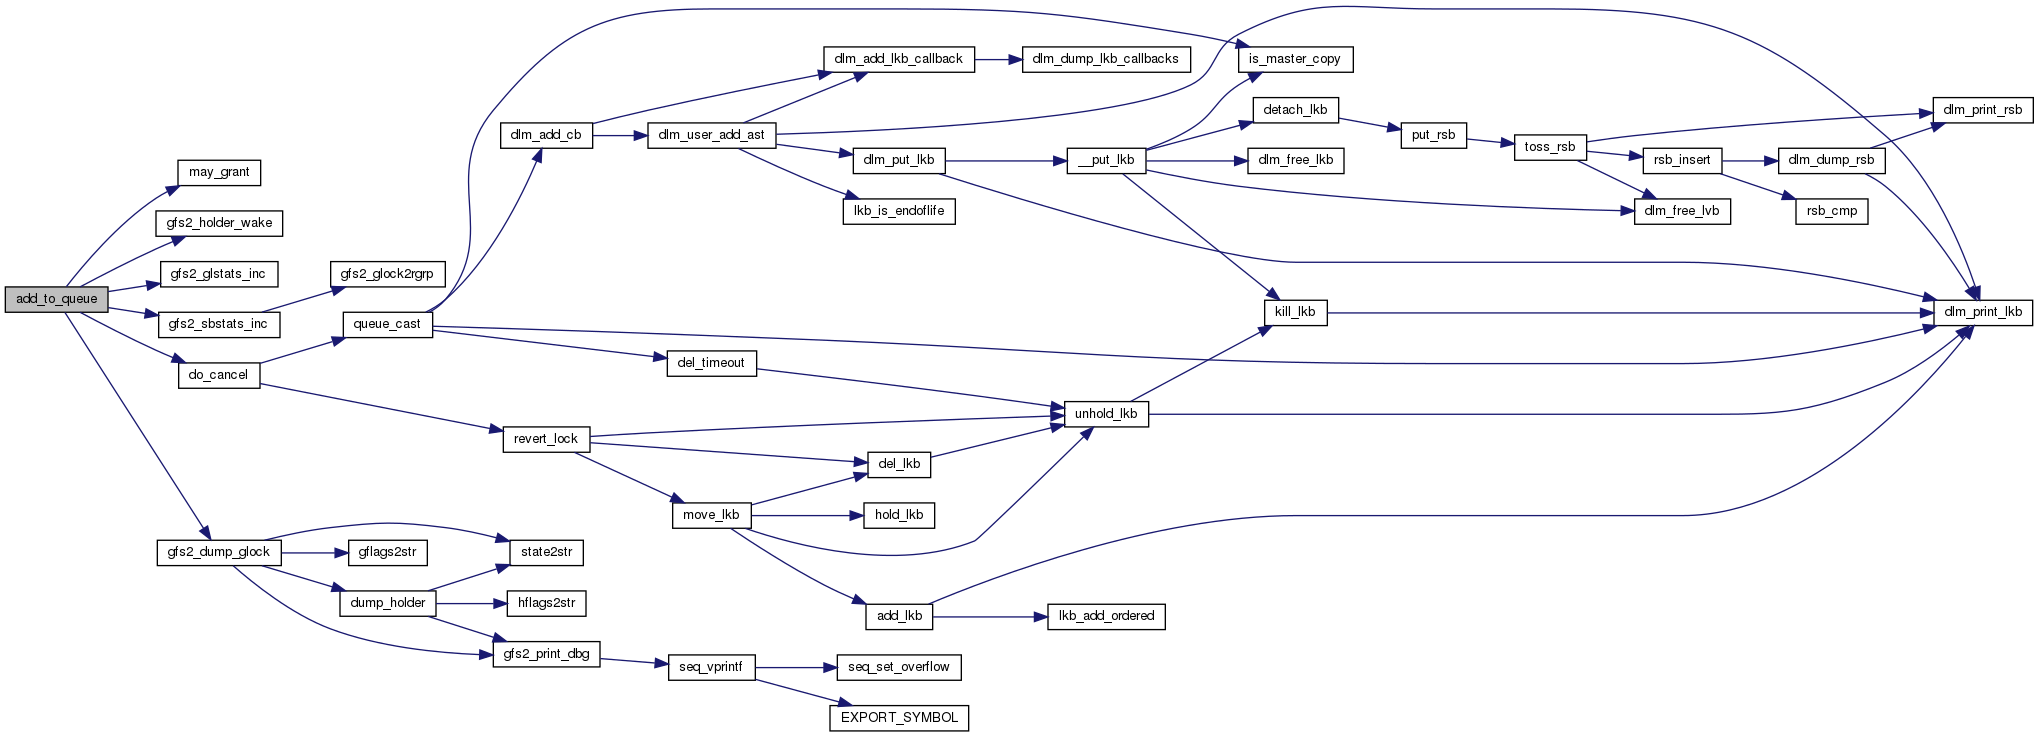 add_to_queue
may_grant
gfs2_holder_wake
gfs2_glstats_inc
gfs2_sbstats_inc
gfs2_glock2rgrp
do_cancel
queue_cast
dlm_add_cb
dlm_add_lkb_callback
dlm_dump_lkb_callbacks
dlm_user_add_ast
dlm_put_lkb
lkb_is_endoflife
__put_lkb
is_master_copy
detach_lkb
dlm_free_lkb
put_rsb
toss_rsb
rsb_insert
dlm_free_lvb
dlm_dump_rsb
rsb_cmp
dlm_print_rsb
dlm_print_lkb
kill_lkb
del_timeout
unhold_lkb
revert_lock
del_lkb
move_lkb
hold_lkb
add_lkb
lkb_add_ordered
gfs2_dump_glock
gflags2str
state2str
dump_holder
hflags2str
gfs2_print_dbg
seq_vprintf
seq_set_overflow
EXPORT_SYMBOL